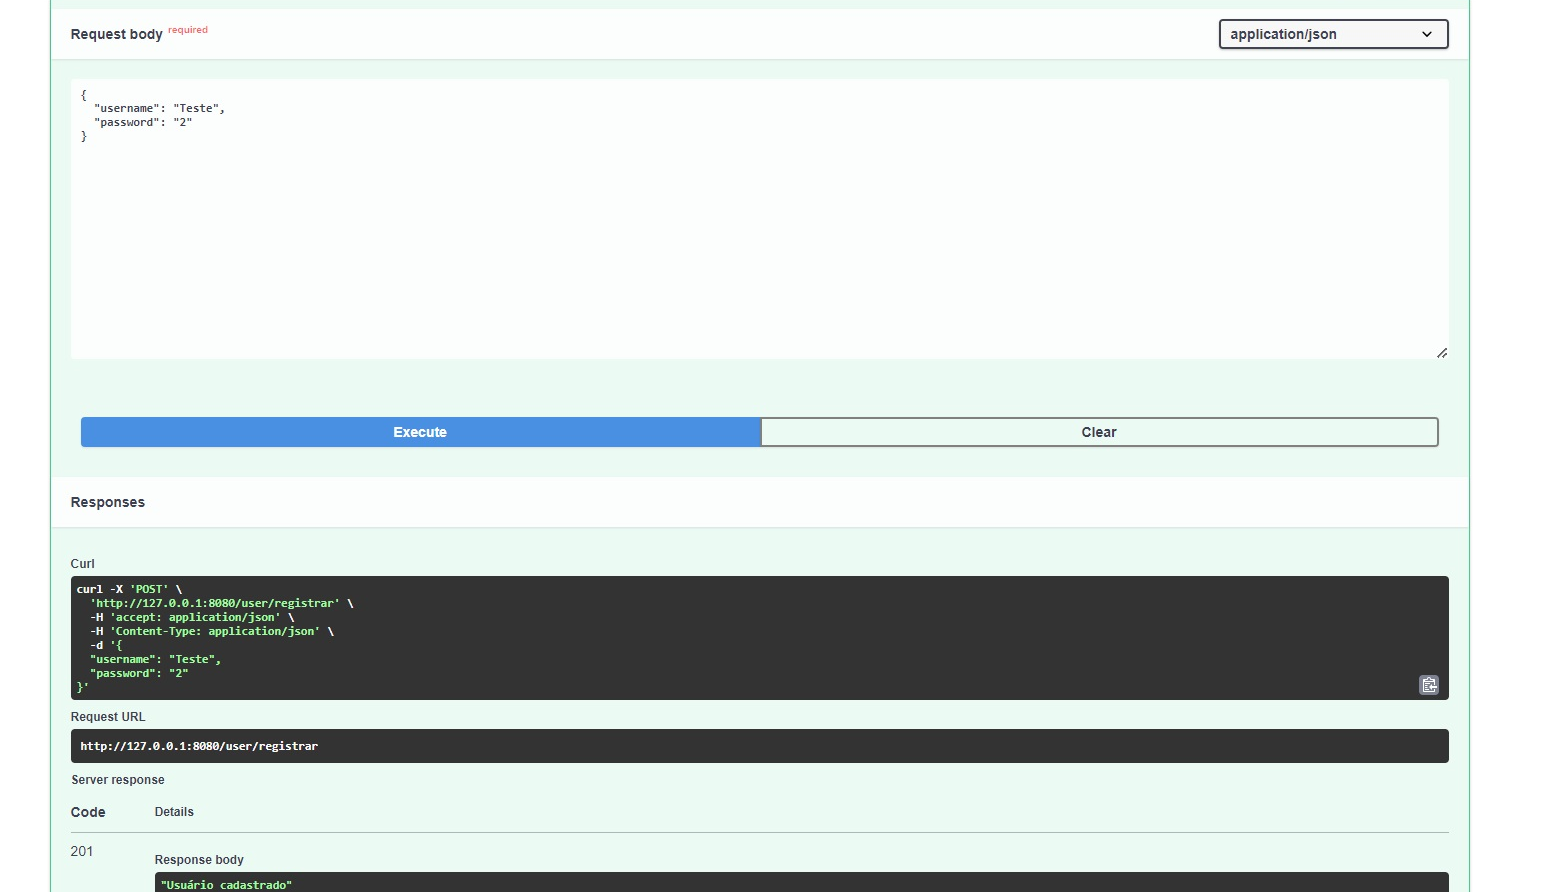 Request body required
application/json
{
  "username": "Teste",
  "password": "2"
}
Execute
Clear
Responses
Curl
curl -X 'POST' \
  'http://127.0.0.1:8080/user/registrar' \
  -H 'accept: application/json' \
  -H 'Content-Type: application/json' \
  -d '{
  "username": "Teste",
  "password": "2"
}'
Request URL
http://127.0.0.1:8080/user/registrar
Server response
Code Details
201
Response body
"Usuário cadastrado"